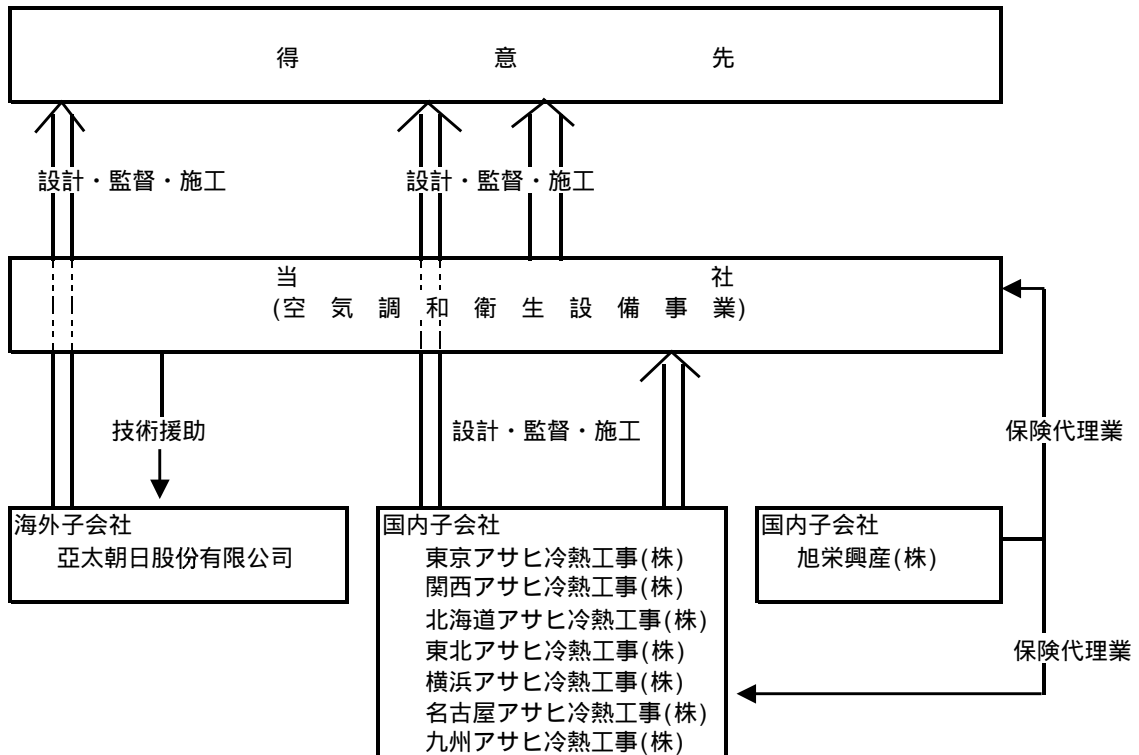 得意先
設計・監督・施工
設計・監督・施工
当社
(空気調和衛生設備事業)
技術援助
設計・監督・施工
保険代理業
海外子会社
亞太朝日股份有限公司
国内子会社
東京アサヒ冷熱工事(株)
関西アサヒ冷熱工事(株)
北海道アサヒ冷熱工事(株)
東北アサヒ冷熱工事(株)
横浜アサヒ冷熱工事(株)
名古屋アサヒ冷熱工事(株)
九州アサヒ冷熱工事(株)
国内子会社
旭栄興産(株)
保険代理業